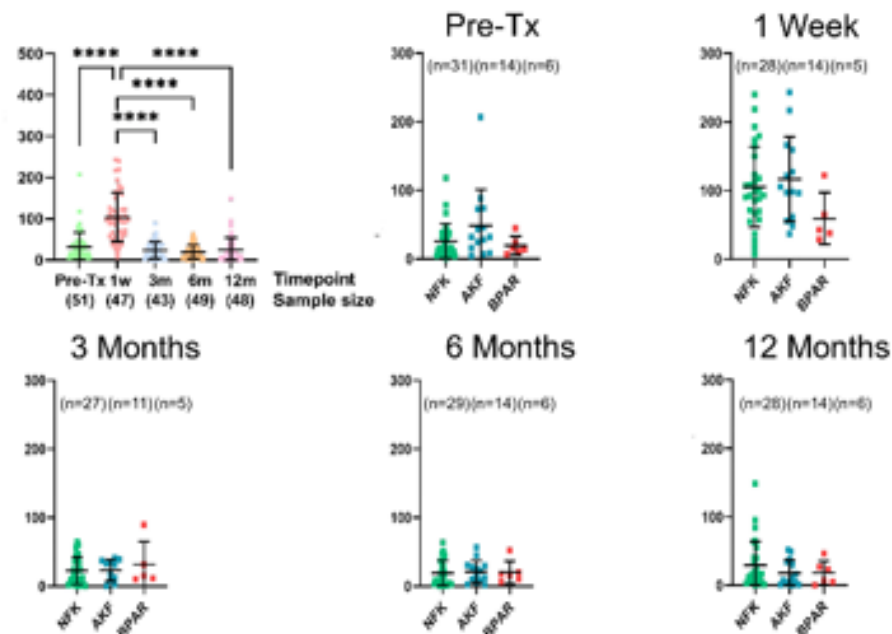 Pre-Tx
1 Week
500
400
300
200
100
0
****
****
****
****
Pre-Tx 1w 3m 6m 12m Timepoint
(51) (47) (43) (49) (48) Sample size
300
200
100
0
(n=31)(n=14)(n=6)
NFK AKF BPAR
300
200
100
0
(n=28)(n=14)(n=5)
NFK AKF BPAR
3 Months
6 Months
12 Months
300
200
100
0
(n=27)(n=11)(n=5)
NFK AKF BPAR
300
200
100
0
(n=29)(n=14)(n=6)
NFK AKF BPAR
300
200
100
0
(n=28)(n=14)(n=6)
NFK AKF BPAR